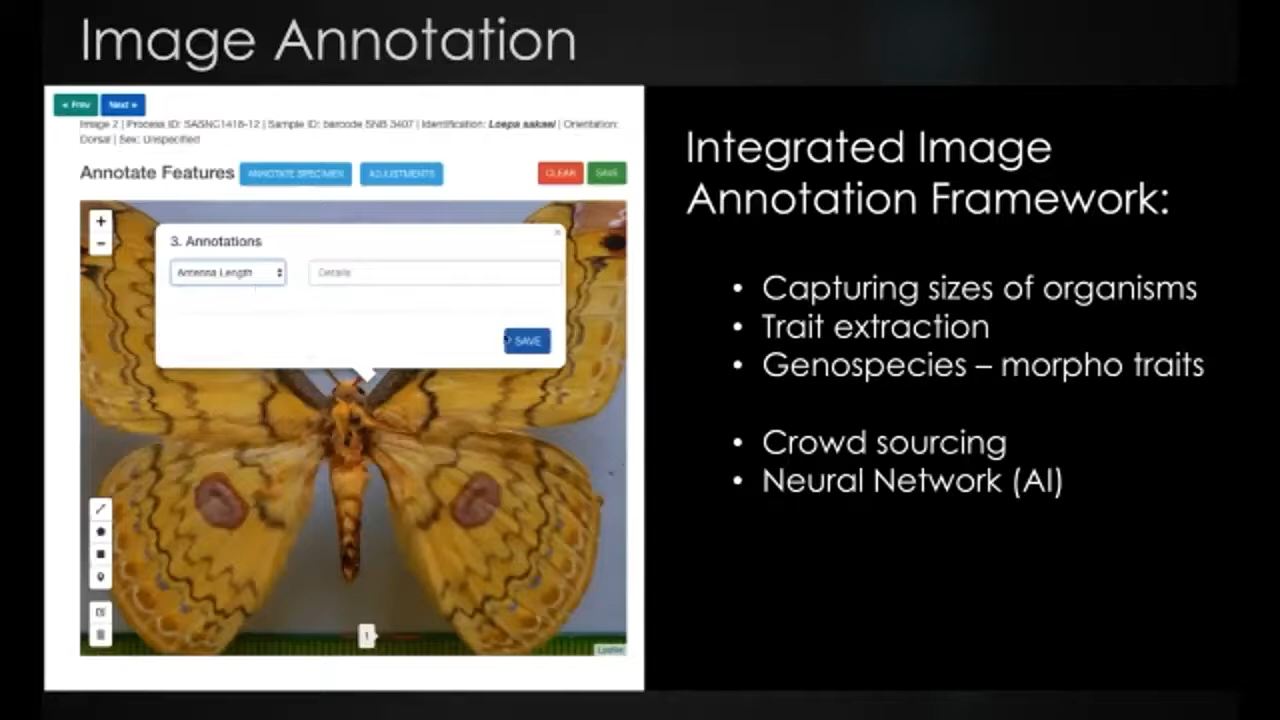 Image Annotation
« Prev Next »
Image 2 | Process ID: SASNC1418-12 | Sample ID: barcode SNB 3407 | Identification: Loepa sakaei | Orientation:
Dorsal | Sex: Unspecified
Annotate Features ANNOTATE SPECIMEN ADJUSTMENTS CLEAR SAVE
+
−
3. Annotations
×
Antenna Length Details
SAVE
1
Leaflet
Integrated Image
Annotation Framework:
• Capturing sizes of organisms
• Trait extraction
• Genospecies – morpho traits
• Crowd sourcing
• Neural Network (AI)